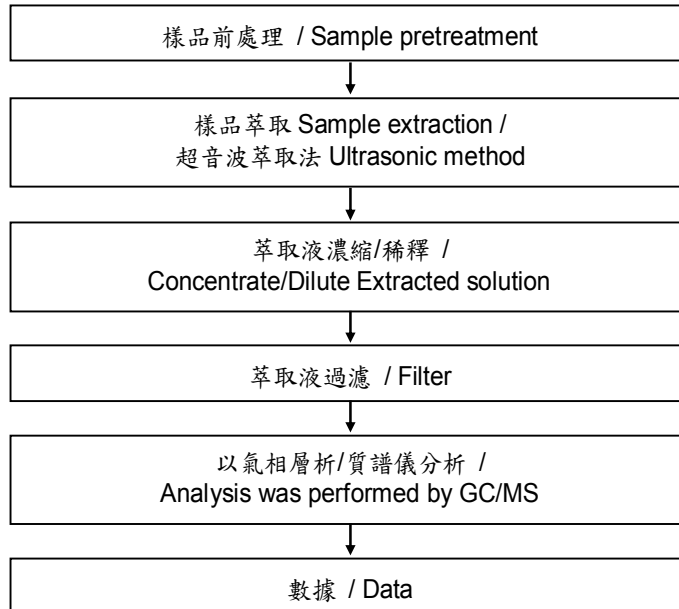 樣品前處理 / Sample pretreatment
樣品萃取 Sample extraction /
超音波萃取法 Ultrasonic method
萃取液濃縮/稀釋 /
Concentrate/Dilute Extracted solution
萃取液過濾 / Filter
以氣相層析/質譜儀分析 /
Analysis was performed by GC/MS
數據 / Data